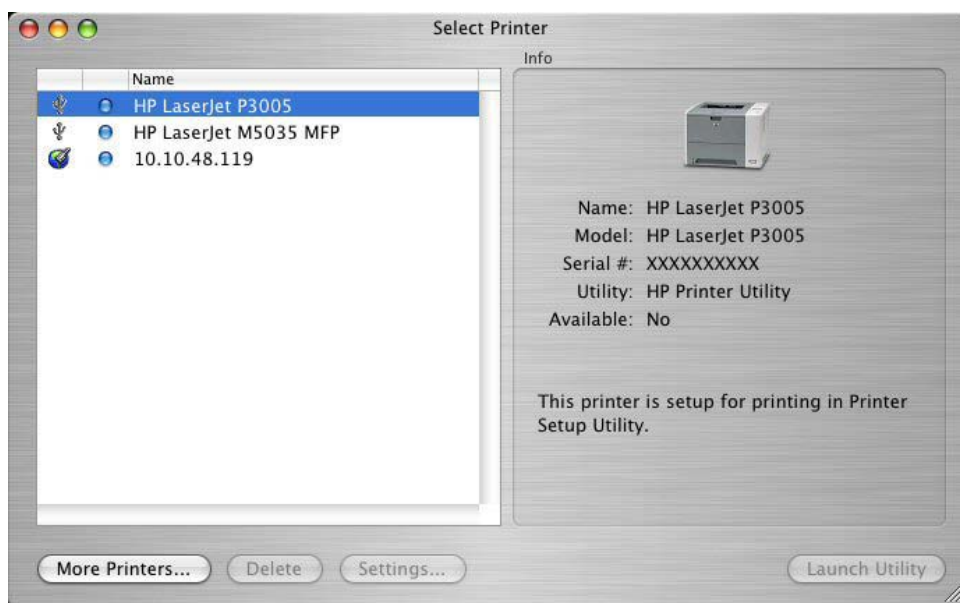 Select Printer
Name
HP LaserJet P3005
HP LaserJet M5035 MFP
10.10.48.119
Info
Name: HP LaserJet P3005
Model: HP LaserJet P3005
Serial #: XXXXXXXXXX
Utility: HP Printer Utility
Available: No
This printer is setup for printing in Printer
Setup Utility.
More Printers...
Delete
Settings...
Launch Utility